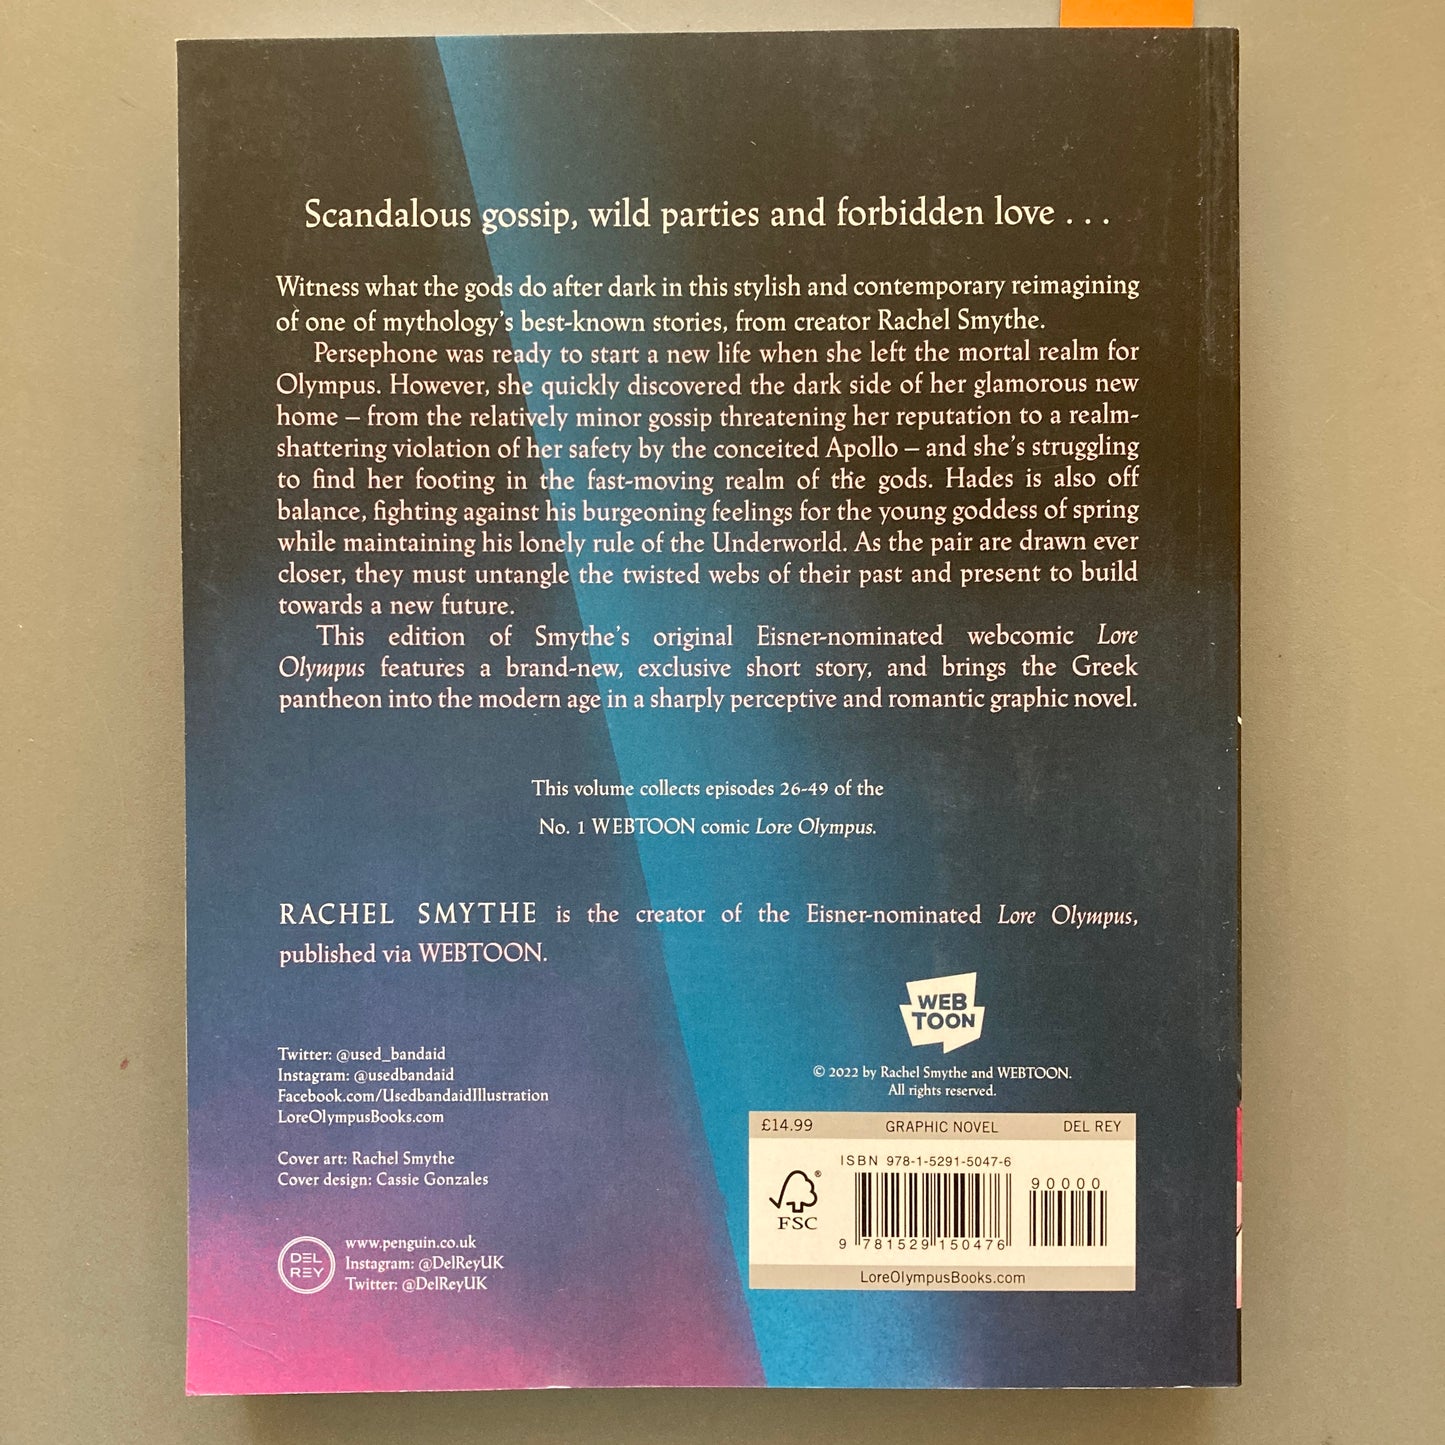 Scandalous gossip, wild parties and forbidden love . . .
Witness what the gods do after dark in this stylish and contemporary reimagining
of one of mythology's best-known stories, from creator Rachel Smythe.
Persephone was ready to start a new life when she left the mortal realm for
Olympus. However, she quickly discovered the dark side of her glamorous new
home – from the relatively minor gossip threatening her reputation to a realm-
shattering violation of her safety by the conceited Apollo – and she's struggling
to find her footing in the fast-moving realm of the gods. Hades is also off
balance, fighting against his burgeoning feelings for the young goddess of spring
while maintaining his lonely rule of the Underworld. As the pair are drawn ever
closer, they must untangle the twisted webs of their past and present to build
towards a new future.
This edition of Smythe's original Eisner-nominated webcomic Lore
Olympus features a brand-new, exclusive short story, and brings the Greek
pantheon into the modern age in a sharply perceptive and romantic graphic novel.
This volume collects episodes 26-49 of the
No. 1 WEBTOON comic Lore Olympus.
RACHEL SMYTHE is the creator of the Eisner-nominated Lore Olympus,
published via WEBTOON.
WEB
TOON
© 2022 by Rachel Smythe and WEBTOON.
All rights reserved.
Twitter: @used_bandaid
Instagram: @usedbandaid
Facebook.com/UsedbandaidIllustration
LoreOlympusBooks.com
Cover art: Rachel Smythe
Cover design: Cassie Gonzales
DEL
REY
www.penguin.co.uk
Instagram: @DelReyUK
Twitter: @DelReyUK
£14.99 GRAPHIC NOVEL DEL REY
ISBN 978-1-5291-5047-6
90000
®
FSC
9 781529 150476
LoreOlympusBooks.com